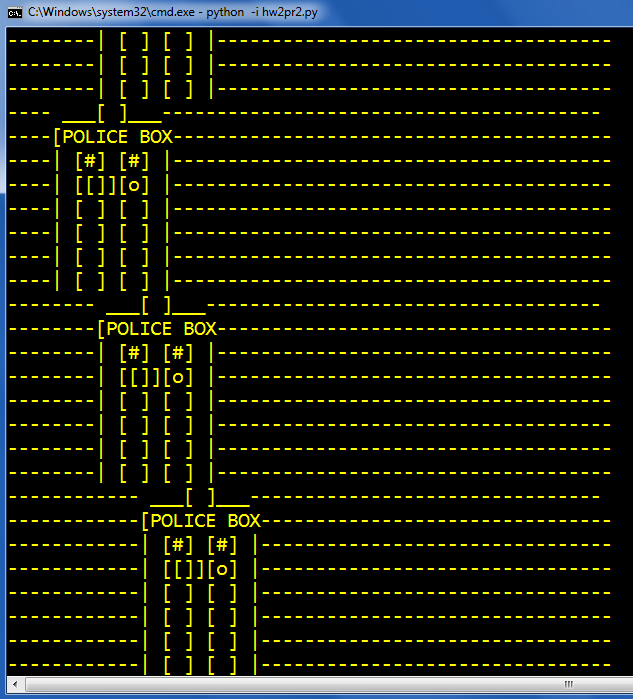 C:\Windows\system32\cmd.exe - python  -i hw2pr2.py
--------| [ ] [ ] |------------------------------------
--------| [ ] [ ] |------------------------------------
--------| [ ] [ ] |------------------------------------
---- ___[ ]___----------------------------------------
----[POLICE BOX----------------------------------------
----| [#] [#] |----------------------------------------
----| [[]][o] |----------------------------------------
----| [ ] [ ] |----------------------------------------
----| [ ] [ ] |----------------------------------------
----| [ ] [ ] |----------------------------------------
----| [ ] [ ] |----------------------------------------
-------- ___[ ]___------------------------------------
--------[POLICE BOX------------------------------------
--------| [#] [#] |------------------------------------
--------| [[]][o] |------------------------------------
--------| [ ] [ ] |------------------------------------
--------| [ ] [ ] |------------------------------------
--------| [ ] [ ] |------------------------------------
--------| [ ] [ ] |------------------------------------
------------ ___[ ]___--------------------------------
------------[POLICE BOX--------------------------------
------------| [#] [#] |--------------------------------
------------| [[]][o] |--------------------------------
------------| [ ] [ ] |--------------------------------
------------| [ ] [ ] |--------------------------------
------------| [ ] [ ] |--------------------------------
------------| [ ] [ ] |--------------------------------